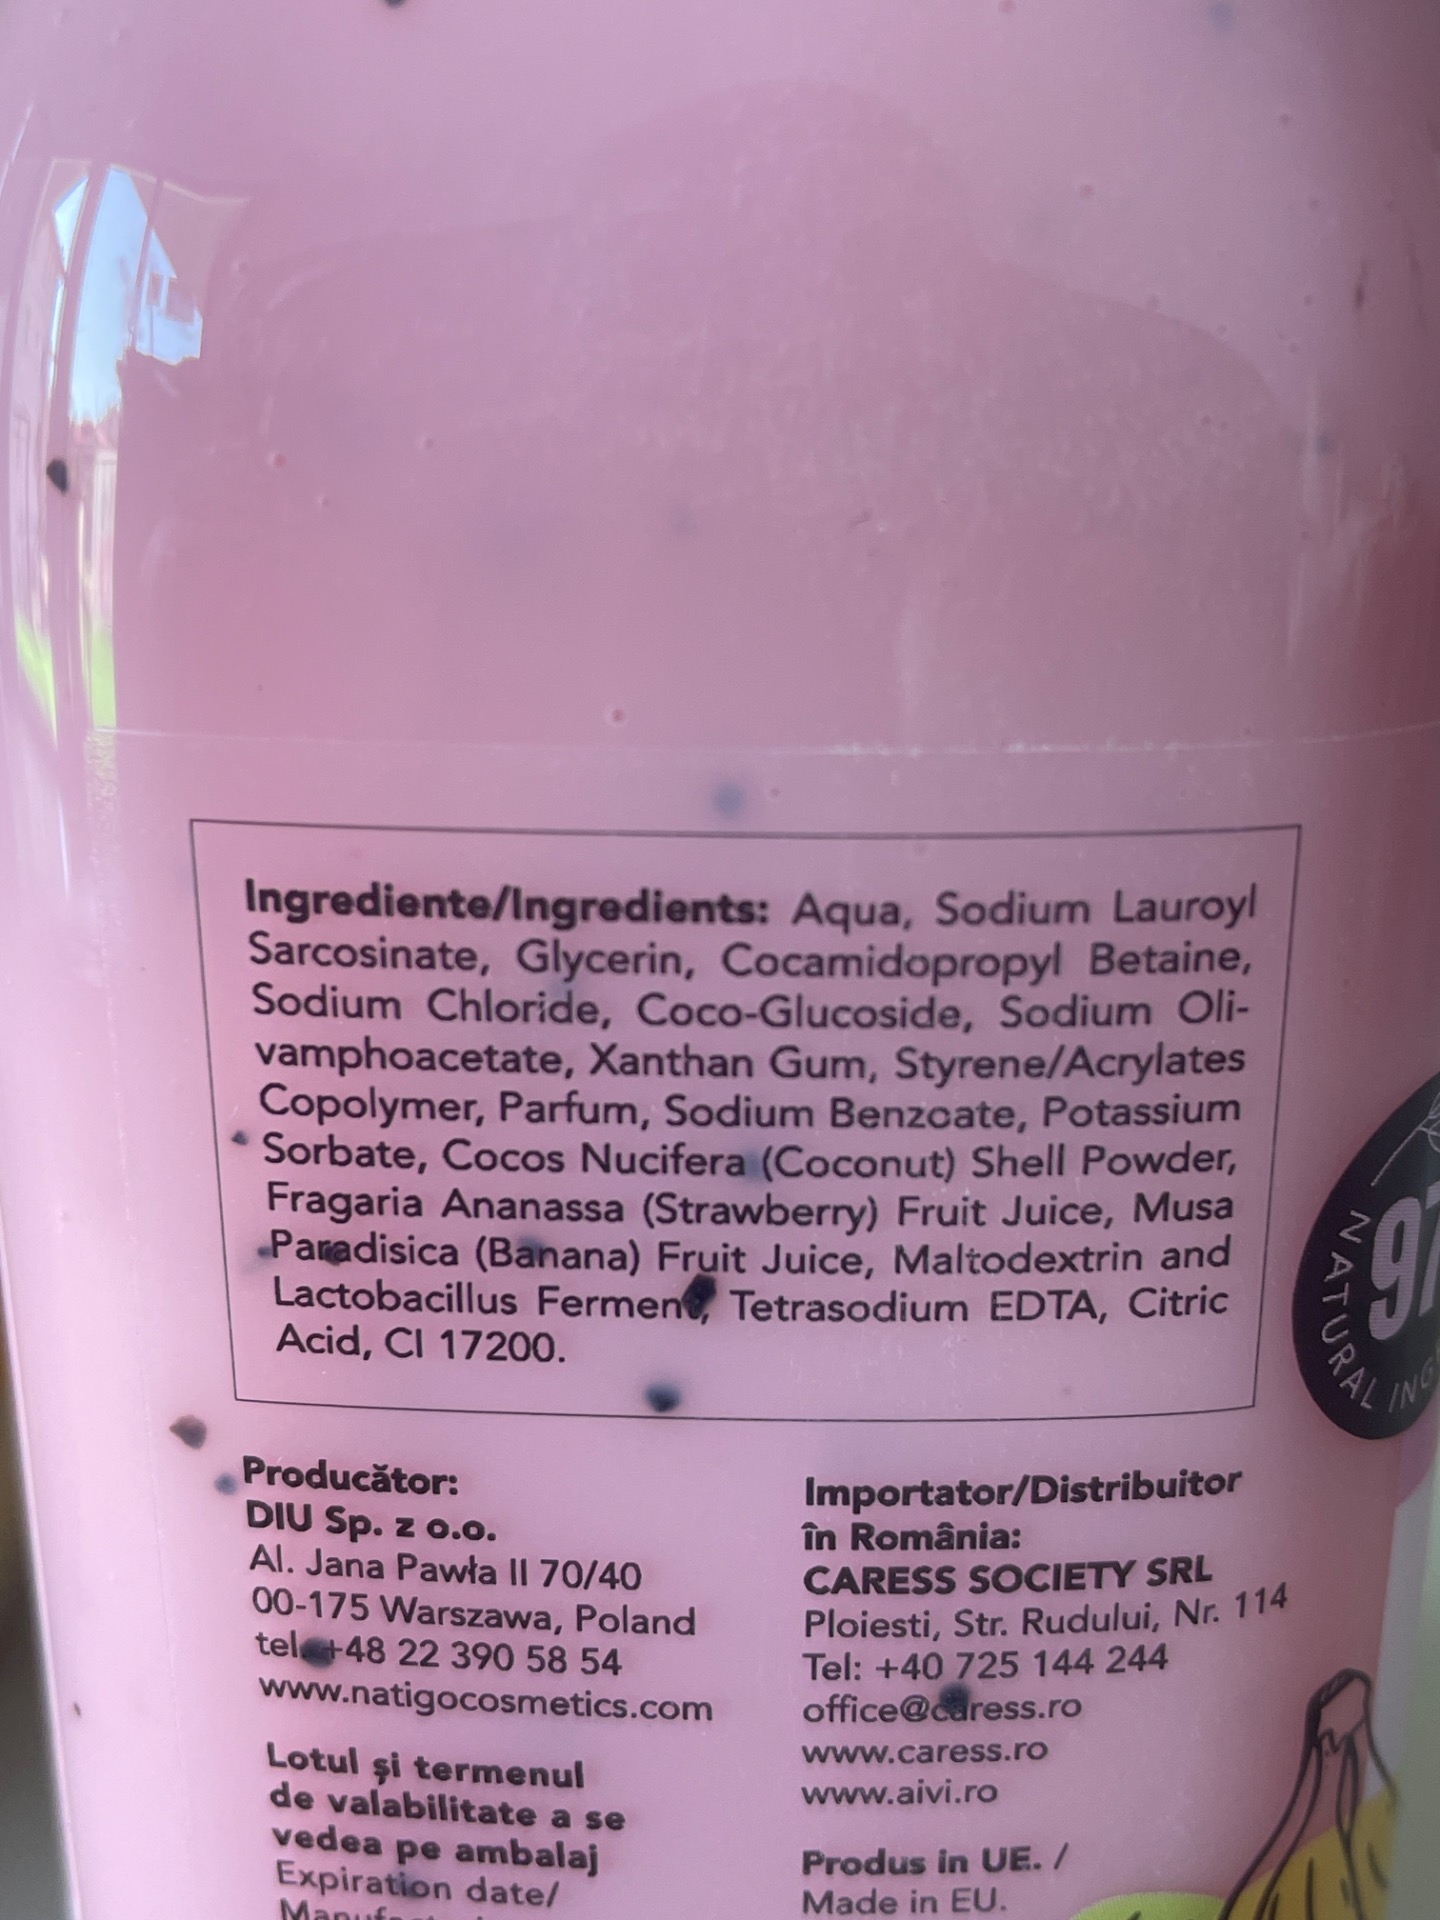 Ingrediente/Ingredients: Aqua, Sodium Lauroyl
Sarcosinate, Glycerin, Cocamidopropyl Betaine,
Sodium Chloride, Coco-Glucoside, Sodium Oli-
vamphoacetate, Xanthan Gum, Styrene/Acrylates
Copolymer, Parfum, Sodium Benzoate, Potassium
Sorbate, Cocos Nucifera (Coconut) Shell Powder,
Fragaria Ananassa (Strawberry) Fruit Juice, Musa
Paradisica (Banana) Fruit Juice, Maltodextrin and
Lactobacillus Ferment, Tetrasodium EDTA, Citric
Acid, CI 17200.
97
NATURAL
Producător:
DIU Sp. z o.o.
Al. Jana Pawła II 70/40
00-175 Warszawa, Poland
tel. +48 22 390 58 54
www.natigocosmetics.com
Lotul și termenul
de valabilitate a se
vedea pe ambalaj
Expiration date/
Importator/Distribuitor
în România:
CARESS SOCIETY SRL
Ploiesti, Str. Rudului, Nr. 114
Tel: +40 725 144 244
office@caress.ro
www.caress.ro
www.aivi.ro
Produs in UE. /
Made in EU.